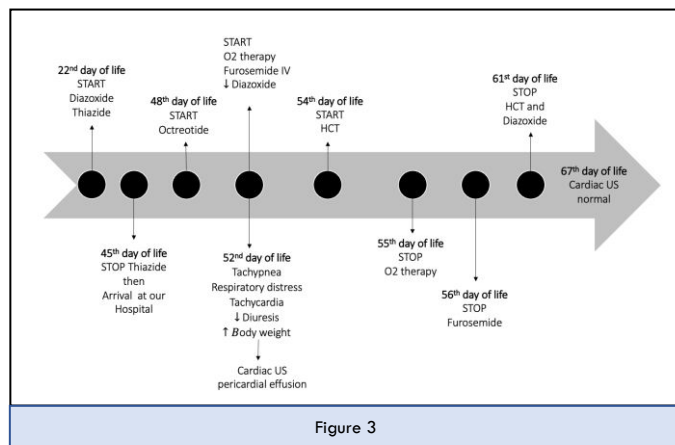 22nd day of life
START
Diazoxide
Thiazide
48th day of life
START
Octreotide
START
O2 therapy
Furosemide IV
↓ Diazoxide
54th day of life
START
HCT
61st day of life
STOP
HCT and
Diazoxide
67th day of life
Cardiac US
normal
45th day of life
STOP Thiazide
then
Arrival at our
Hospital
52nd day of life
Tachypnea
Respiratory distress
Tachycardia
↓ Diuresis
↑ Body weight
Cardiac US
pericardial effusion
55th day of life
STOP
O2 therapy
56th day of life
STOP
Furosemide
Figure 3